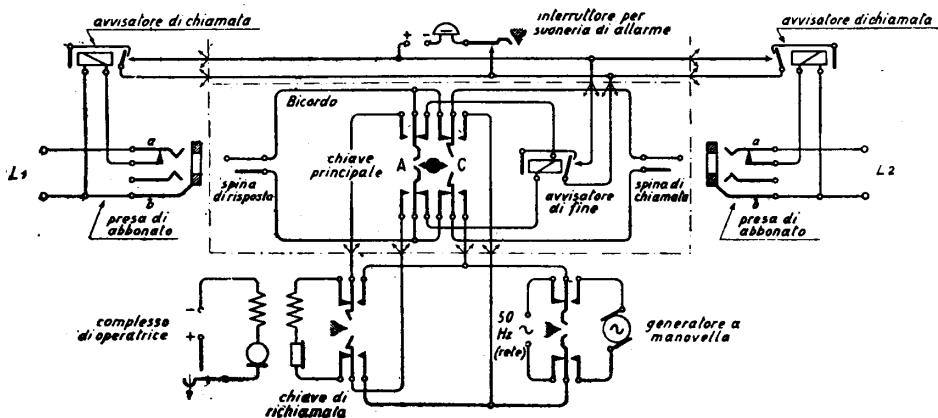 avvisatore di chiamata
interruttore per
suoneria di allarme
avvisatore di chiamata
+ -
Bicordo
a
L1
b
spina
di risposta
presa di
abbonato
chiave
principale
A C
avvisatore
di fine
spina di
chiamata
a
L2
b
presa di
abbonato
complesso
di operatrice
-
+
chiave di
richiamata
50
Hz
~
(rete)
~
generatore a
manovella